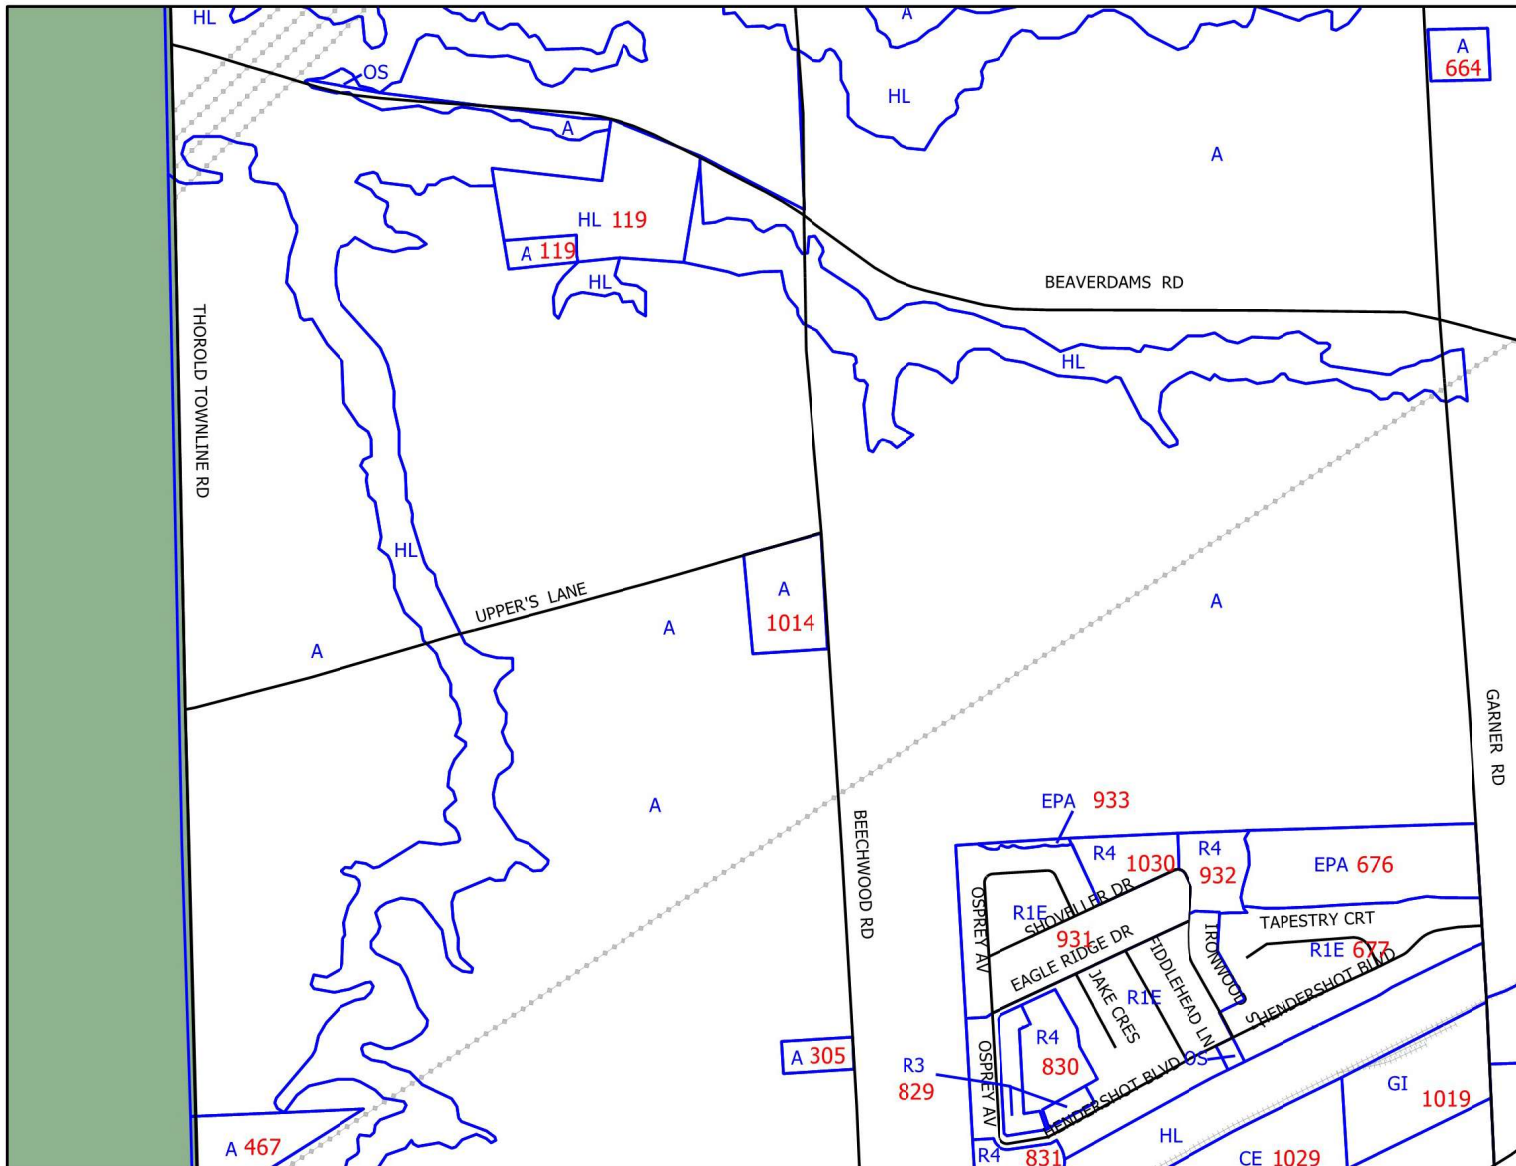 HL
A
A
664
OS
HL
A
A
HL 119
A 119
HL
BEAVERDAMS RD
THOROLD TOWNLINE RD
HL
HL
UPPER'S LANE
A
1014
A
A
A
A
GARNER RD
BEECHWOOD RD
EPA 933
R4 1030
R4
932
EPA 676
OSPREY AV
R1E
SHOVELLER DR
931
EAGLE RIDGE DR
TAPESTRY CRT
R1E 677
IRONWOOD S
FIDDLEHEAD LN
JAKE CRES
R1E
HENDERSHOT BLVD
A 305
R3
829
OSPREY AV
R4
830
OS
HENDERSHOT BLVD
GI
1019
A 467
R4 831
HL
CE 1029